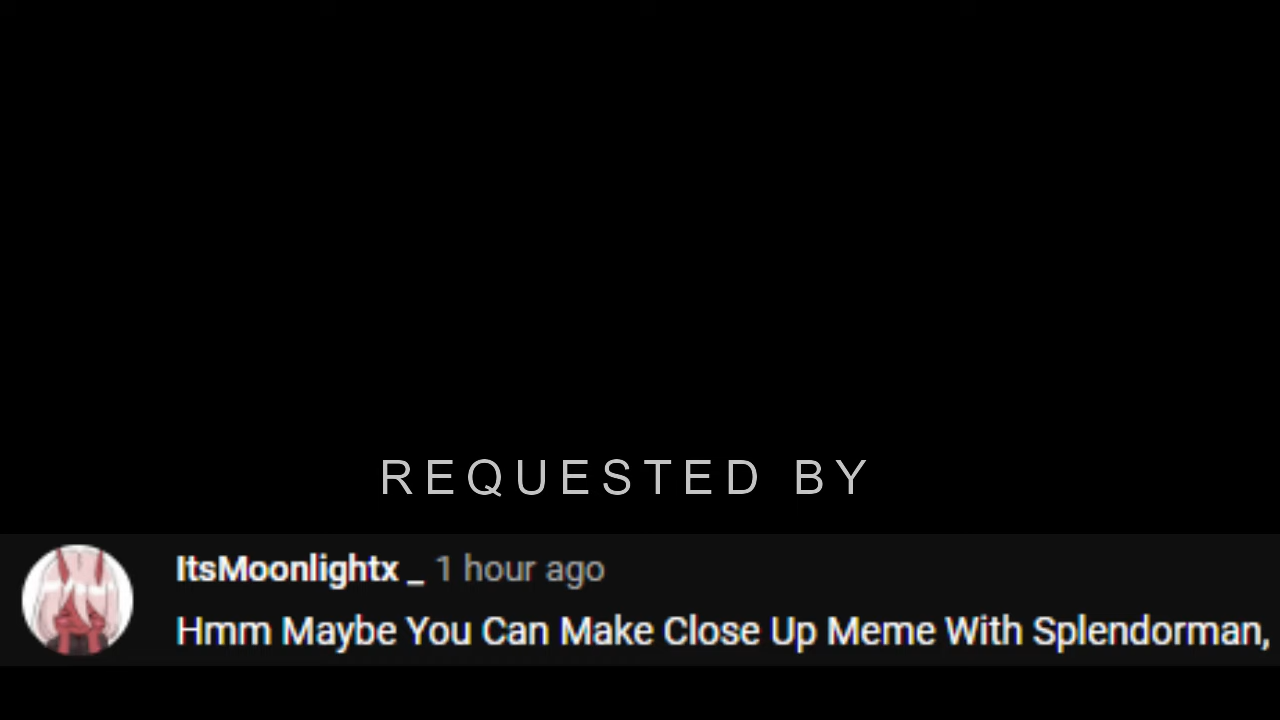 REQUESTED BY
ItsMoonlightx _ 1 hour ago
Hmm Maybe You Can Make Close Up Meme With Splendorman,